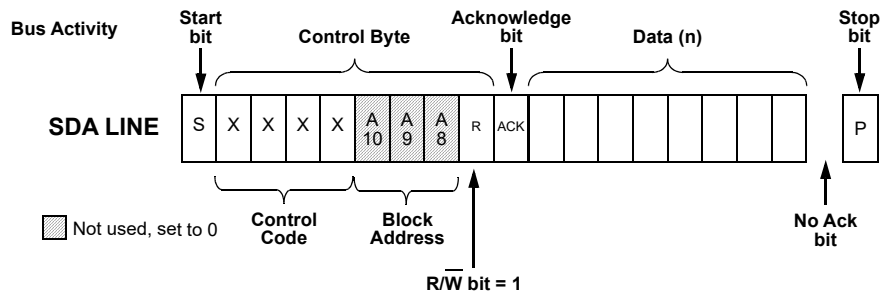 Bus Activity
Start
bit
Control Byte
Acknowledge
bit
Data (n)
Stop
bit
SDA LINE
S
X
X
X
X
A
10
A
9
A
8
R
ACK
P
Not used, set to 0
Control
Code
Block
Address
No Ack
bit
R/W̅ bit = 1